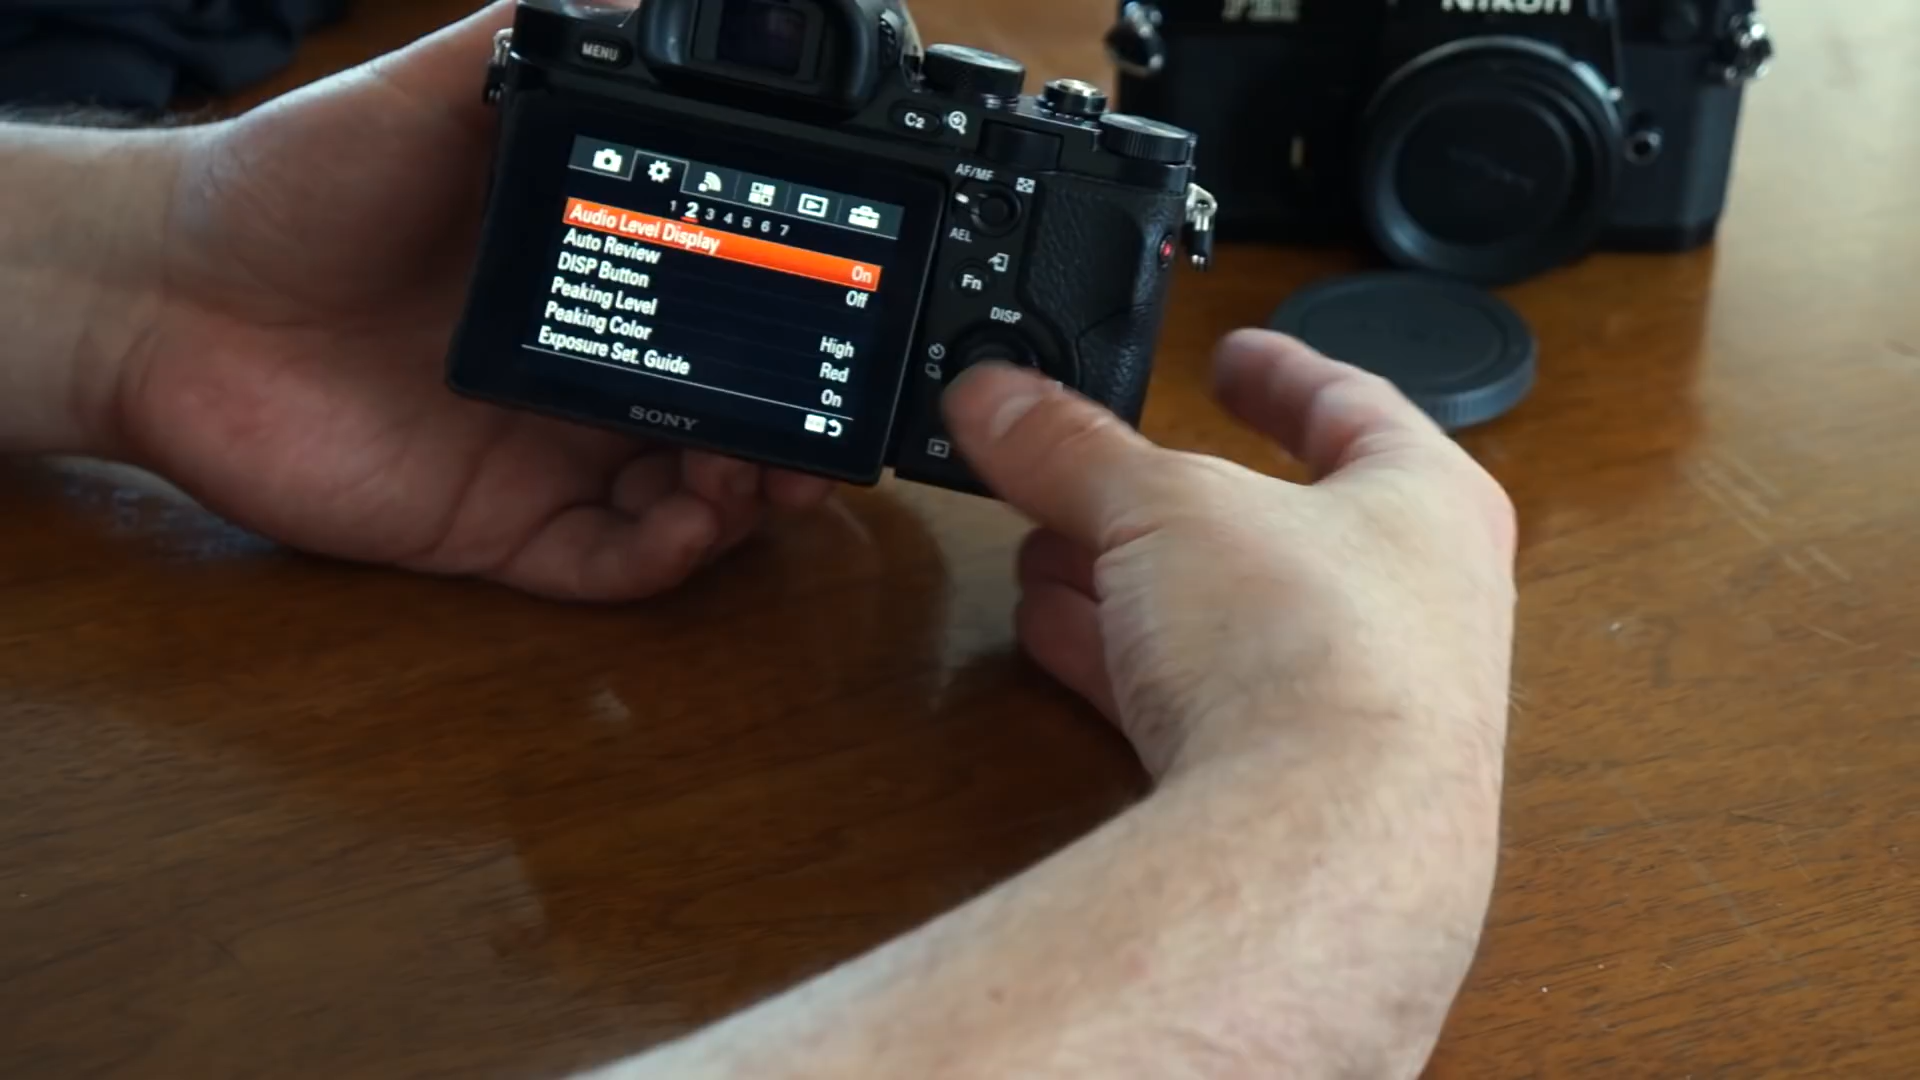 Nikon
MENU
C2
AF/MF
1 2 3 4 5 6 7
Audio Level Display On
Auto Review Off
DISP Button
Peaking Level High
Peaking Color Red
Exposure Set. Guide On
AEL
Fn
DISP
SONY